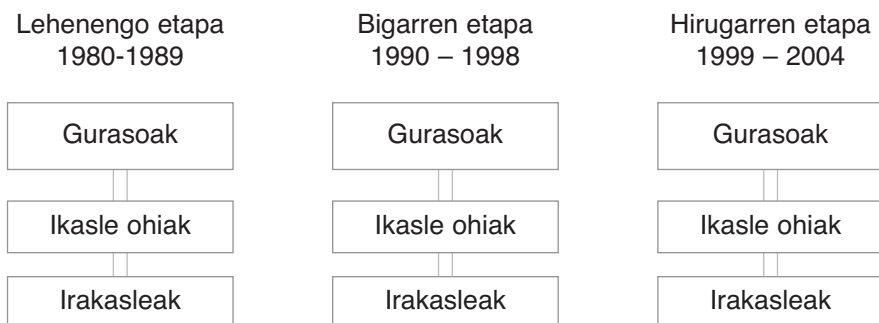 Lehenengo etapa
1980-1989
Bigarren etapa
1990 – 1998
Hirugarren etapa
1999 – 2004
Gurasoak
Gurasoak
Gurasoak
Ikasle ohiak
Ikasle ohiak
Ikasle ohiak
Irakasleak
Irakasleak
Irakasleak